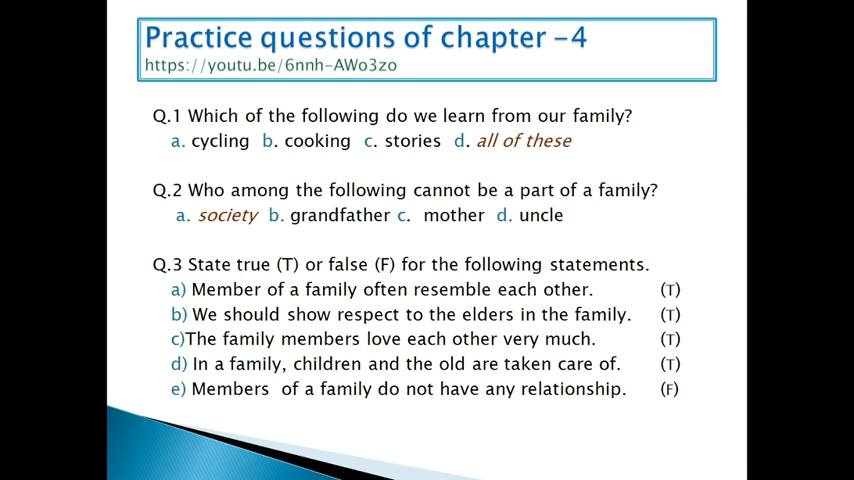 Practice questions of chapter -4
https://youtu.be/6nnh-AWo3zo
Q.1 Which of the following do we learn from our family?
a. cycling b. cooking c. stories d. all of these
Q.2 Who among the following cannot be a part of a family?
a. society b. grandfather c. mother d. uncle
Q.3 State true (T) or false (F) for the following statements.
a) Member of a family often resemble each other. (T)
b) We should show respect to the elders in the family. (T)
c)The family members love each other very much. (T)
d) In a family, children and the old are taken care of. (T)
e) Members of a family do not have any relationship. (F)